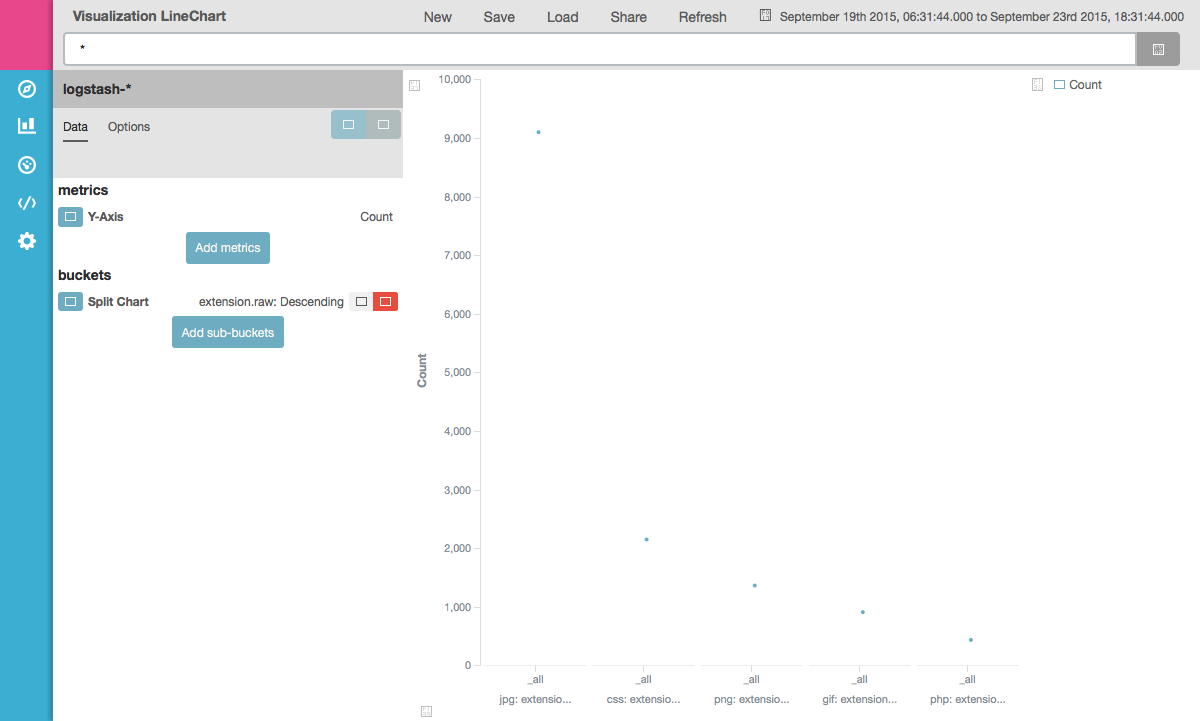 Visualization LineChart New Save Load Share Refresh September 19th 2015, 06:31:44.000 to September 23rd 2015, 18:31:44.000
*
logstash-*
Data Options
metrics
Y-Axis Count
Add metrics
buckets
Split Chart extension.raw: Descending
Add sub-buckets
Count
10,000
9,000
8,000
7,000
6,000
5,000
4,000
3,000
2,000
1,000
0
_all _all _all _all _all
jpg: extensio... css: extensio... png: extensio... gif: extension... php: extensio...
Count